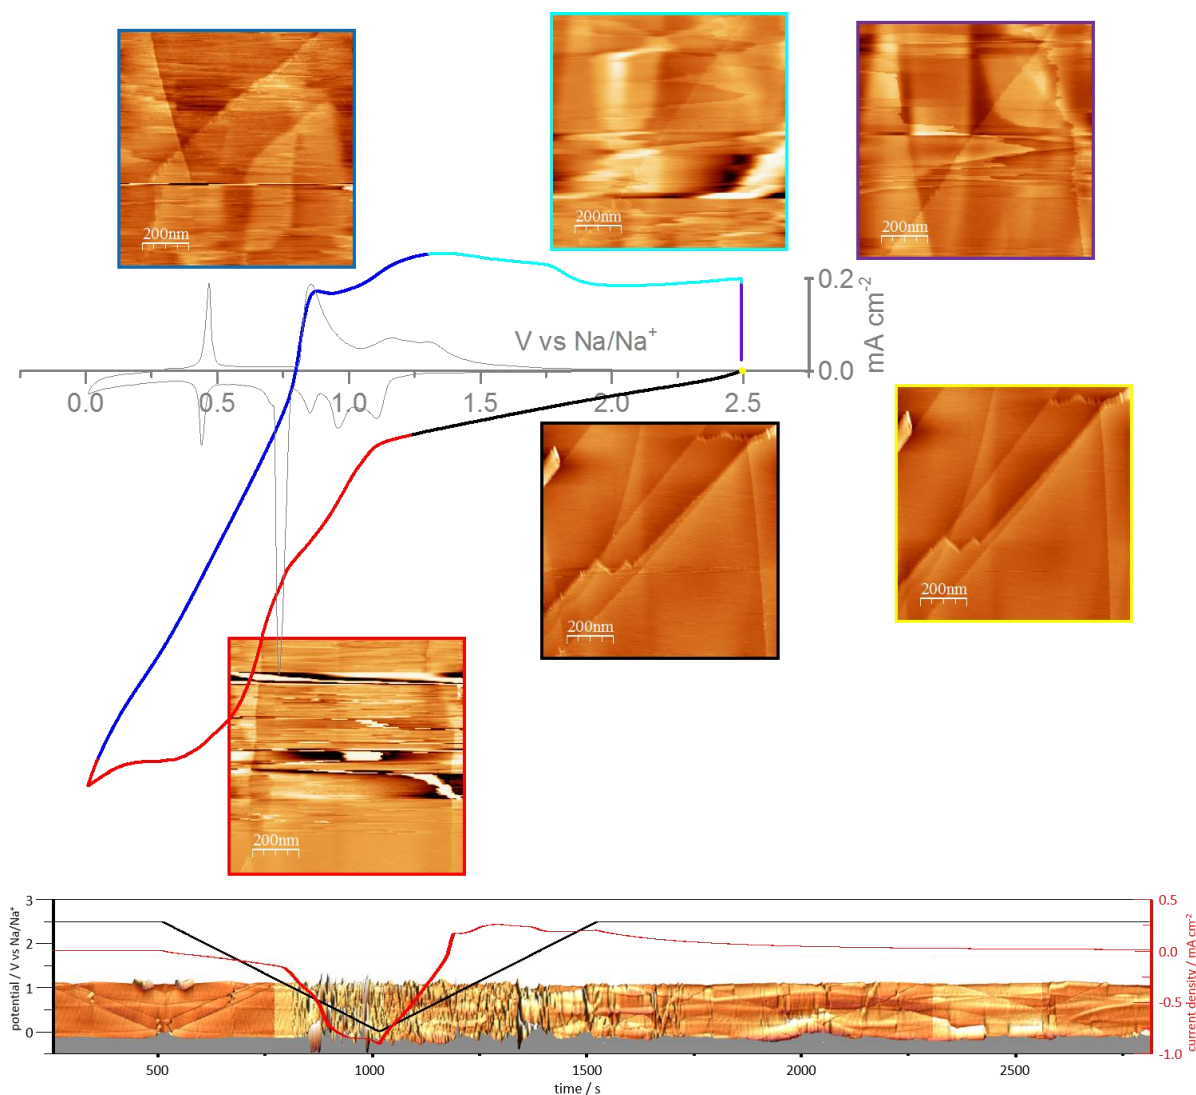 200nm
200nm
200nm
0.2
V vs Na/Na⁺
mA cm⁻²
0.0
0.0 0.5 1.0 1.5 2.0 2.5
200nm
200nm
200nm
3
2
1
0
potential / V vs Na/Na⁺
0.5
0.0
-0.5
-1.0
current density / mA cm⁻²
500 1000 1500 2000 2500
time / s